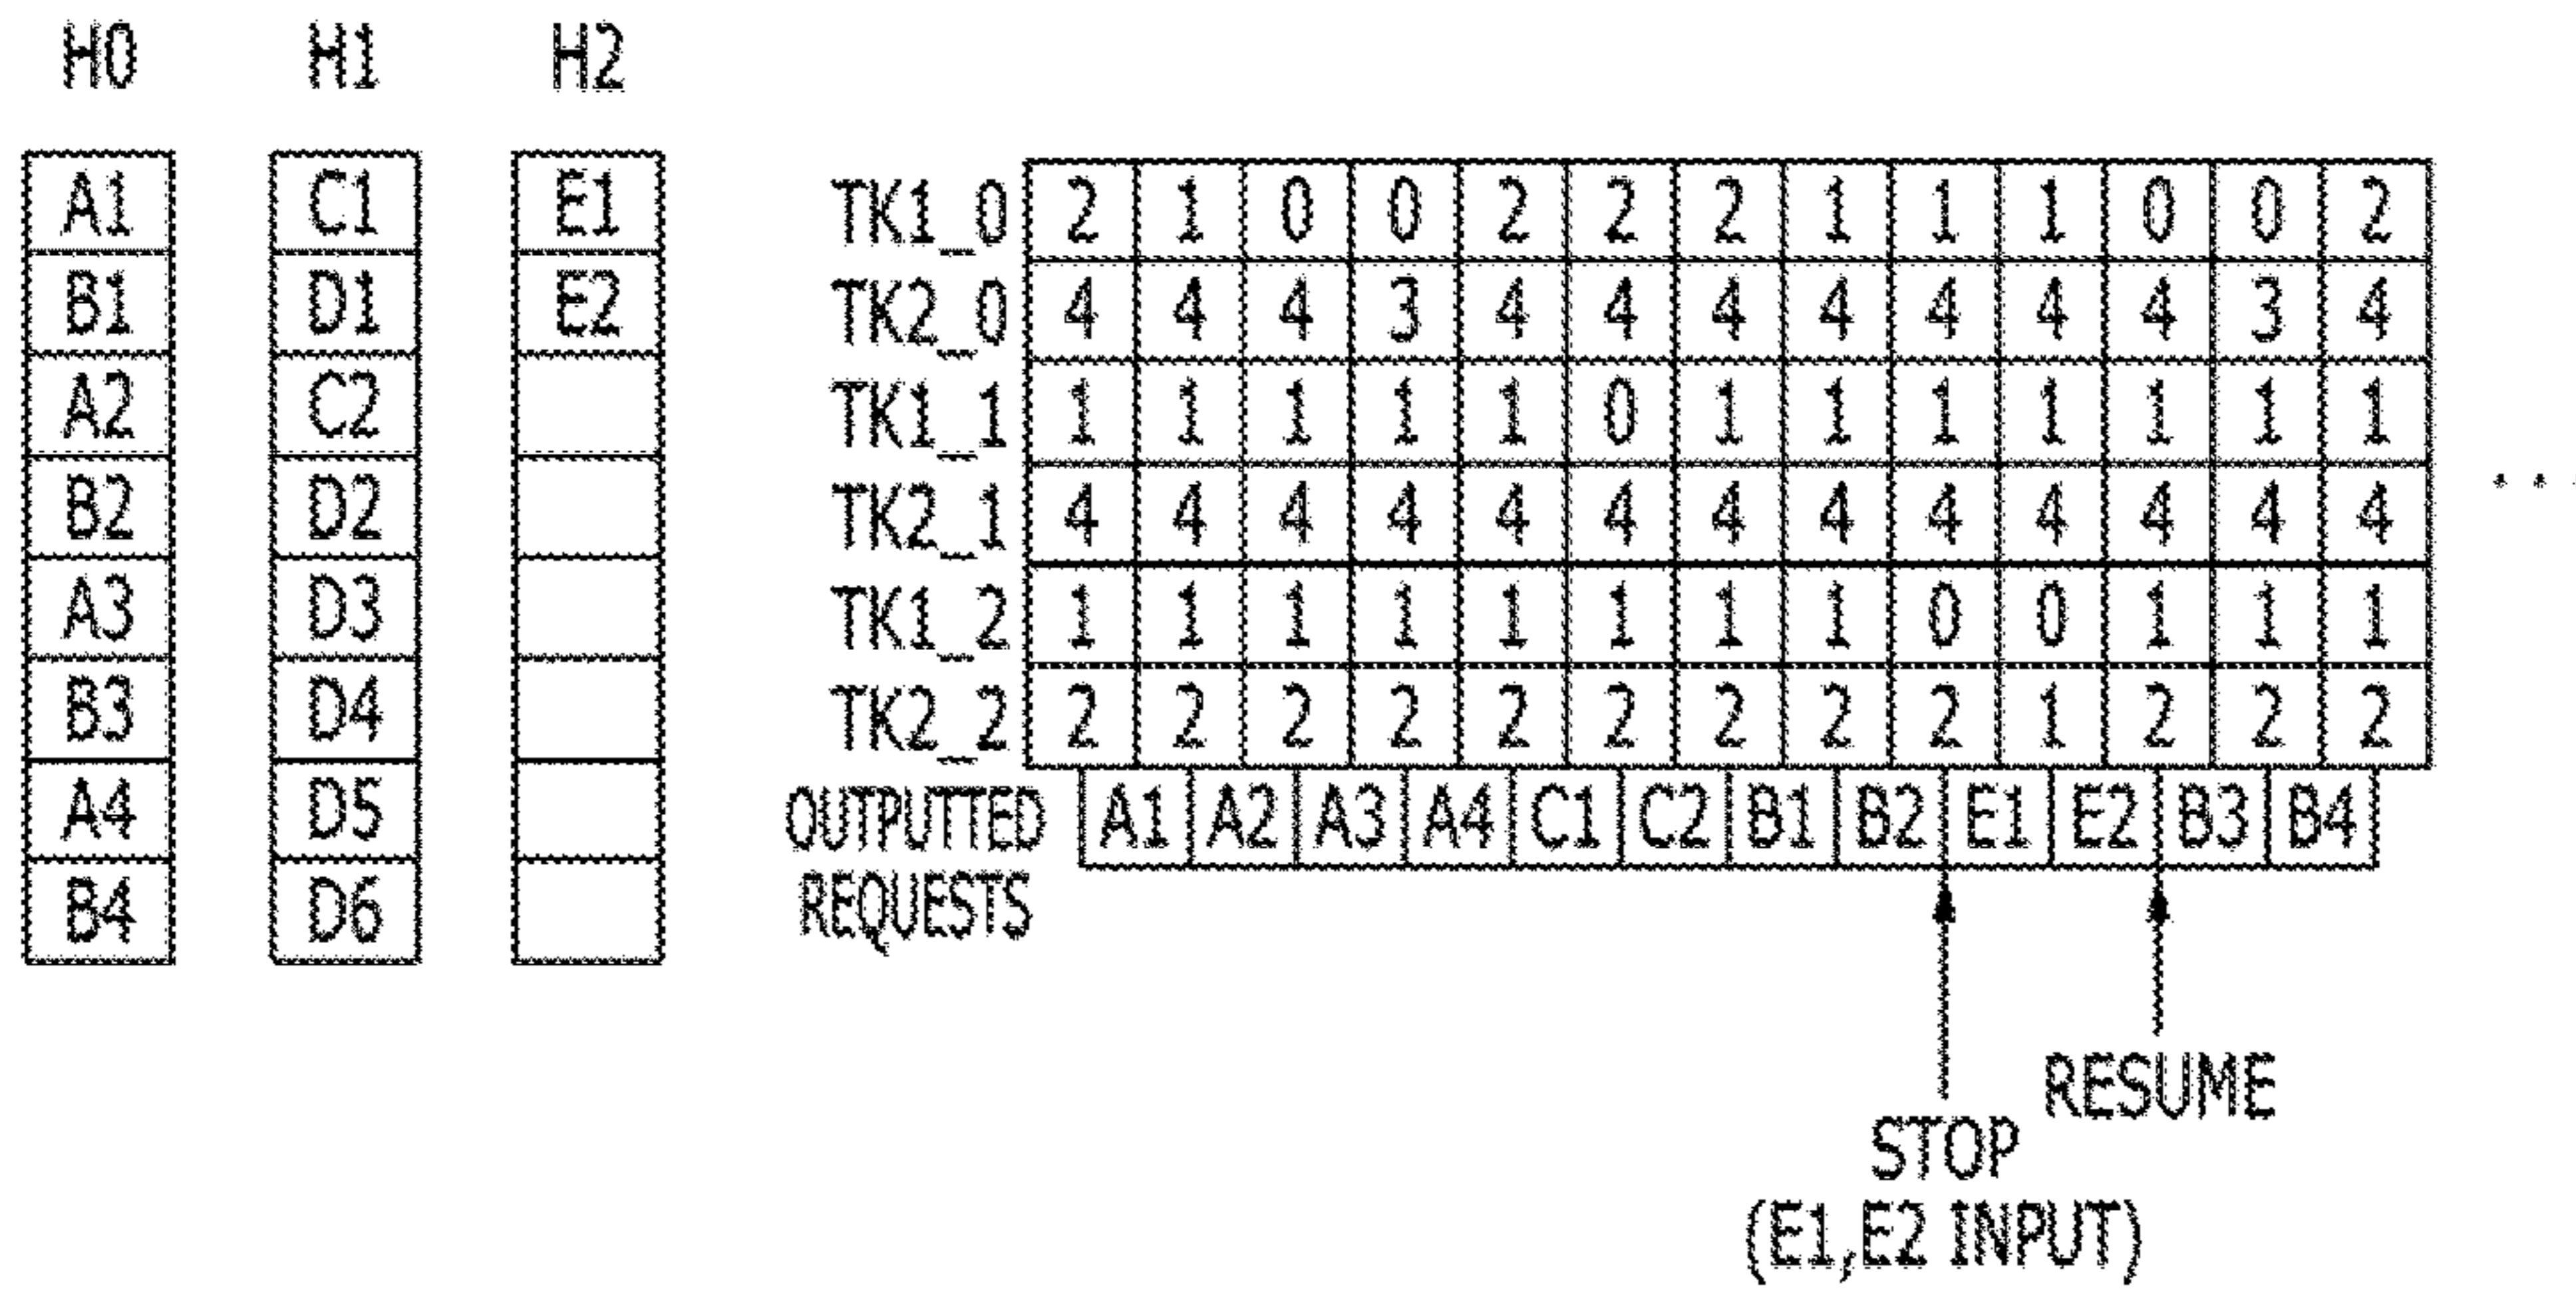 H0 H1 H2
A1 C1 E1
B1 D1 E2
A2 C2
B2 D2
A3 D3
B3 D4
A4 D5
B4 D6
TK1_0 2 1 0 0 2 2 2 1 1 1 0 0 2
TK2_0 4 4 4 3 4 4 4 4 4 4 4 3 4
TK1_1 1 1 1 1 1 0 1 1 1 1 1 1 1
TK2_1 4 4 4 4 4 4 4 4 4 4 4 4 4
TK1_2 1 1 1 1 1 1 1 1 0 0 1 1 1
TK2_2 2 2 2 2 2 2 2 2 2 1 2 2 2
OUTPUTTED A1 A2 A3 A4 C1 C2 B1 B2 E1 E2 B3 B4
REQUESTS
RESUME
STOP
(E1,E2 INPUT)